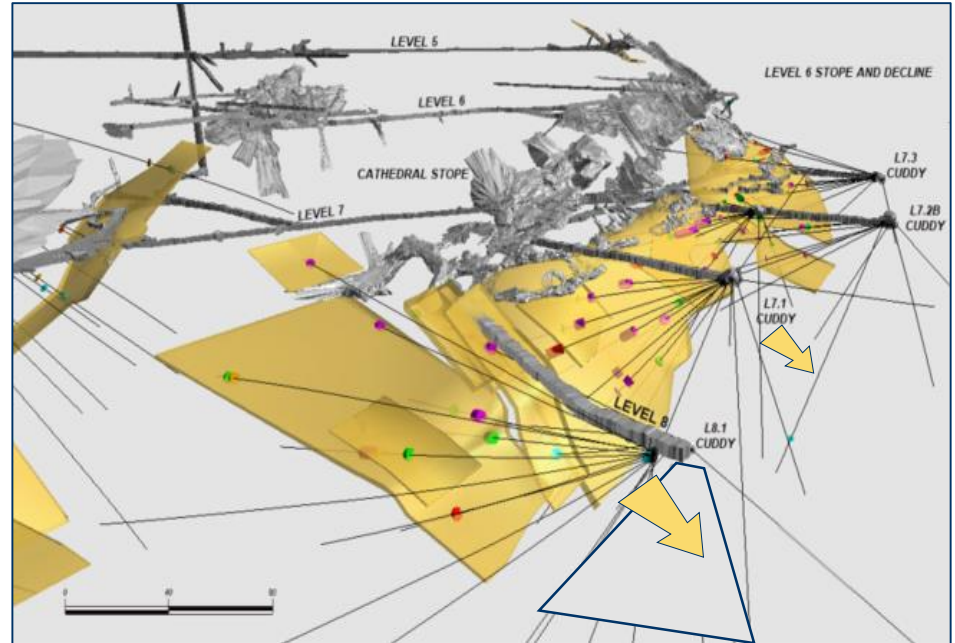 LEVEL 5
LEVEL 6 STOPE AND DECLINE
LEVEL 6
L7.3
CUDDY
CATHEDRAL STOPE
L7.2B
CUDDY
LEVEL 7
L7.1
CUDDY
LEVEL 8
L8.1
CUDDY
0 40 80